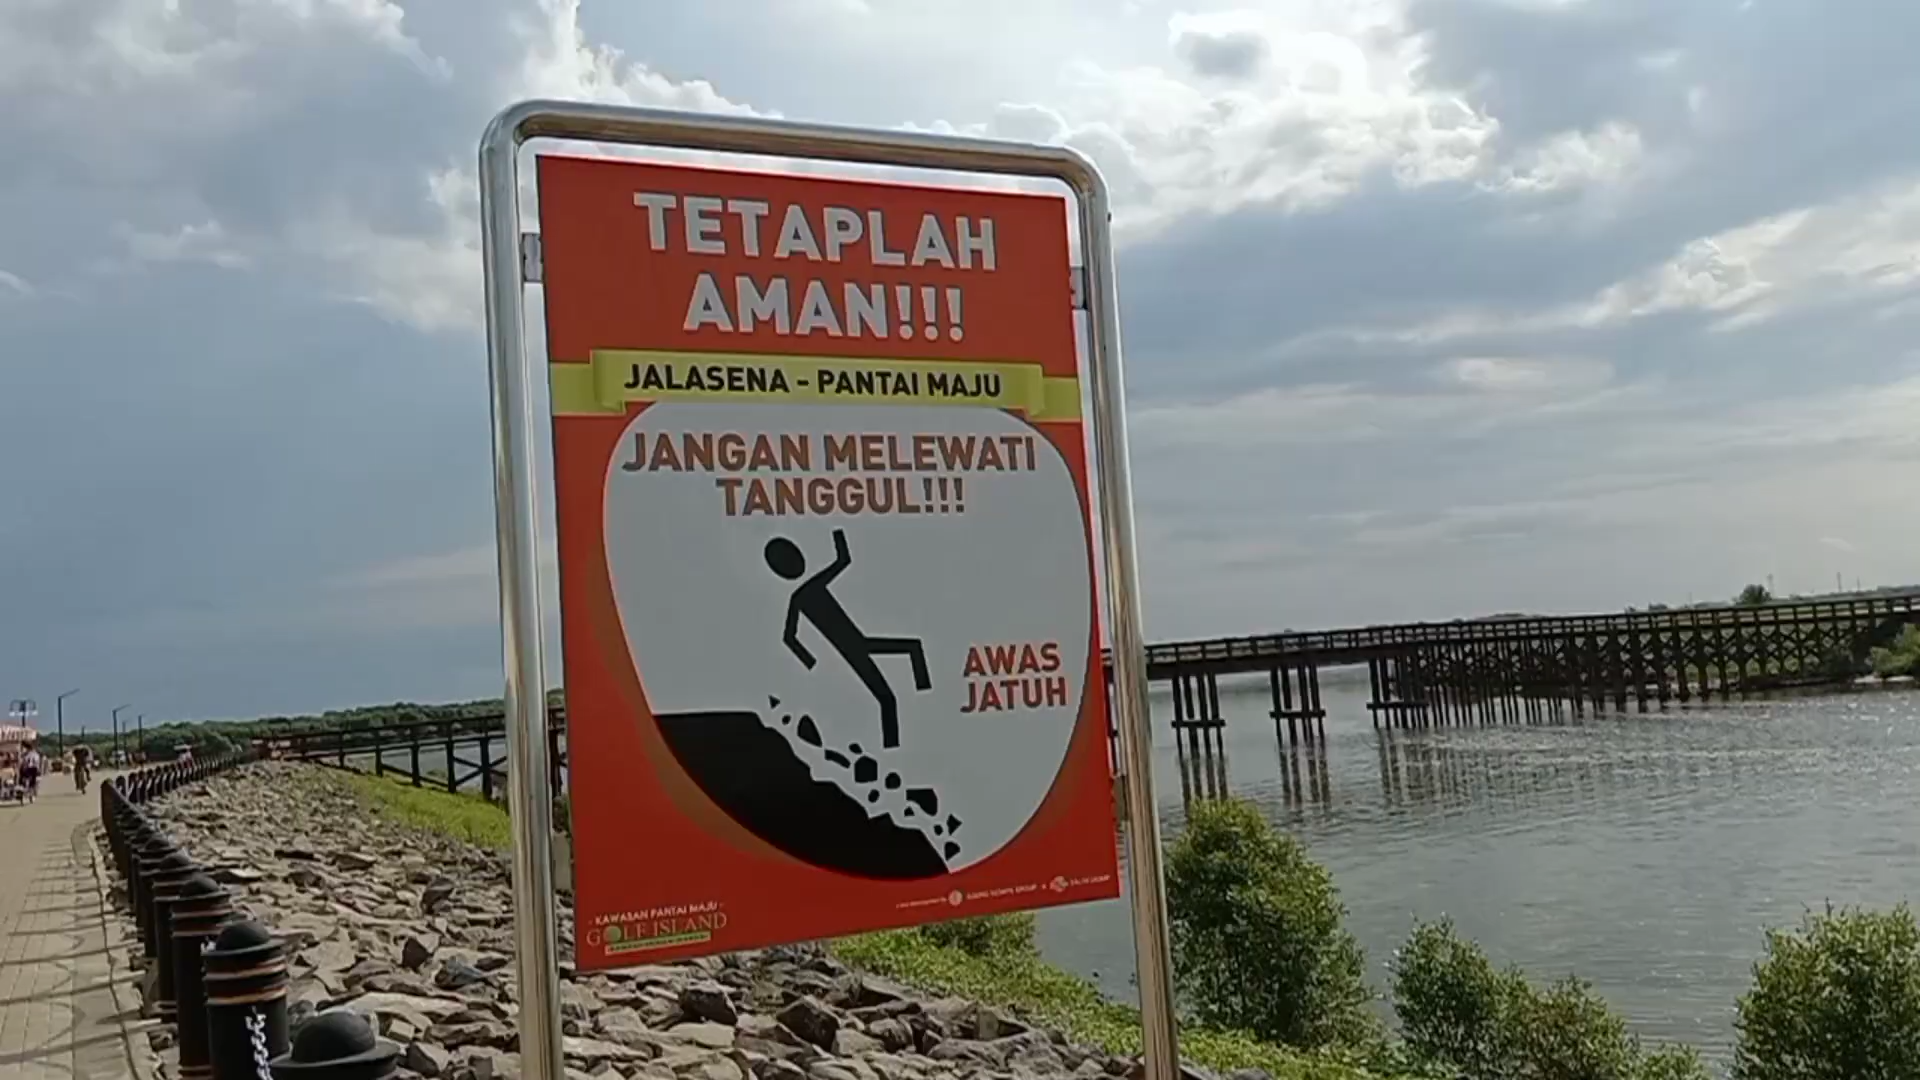 TETAPLAH
AMAN!!!
JALASENA - PANTAI MAJU
JANGAN MELEWATI
TANGGUL!!!
AWAS
JATUH
- KAWASAN PANTAI MAJU -
GOLF ISLAND